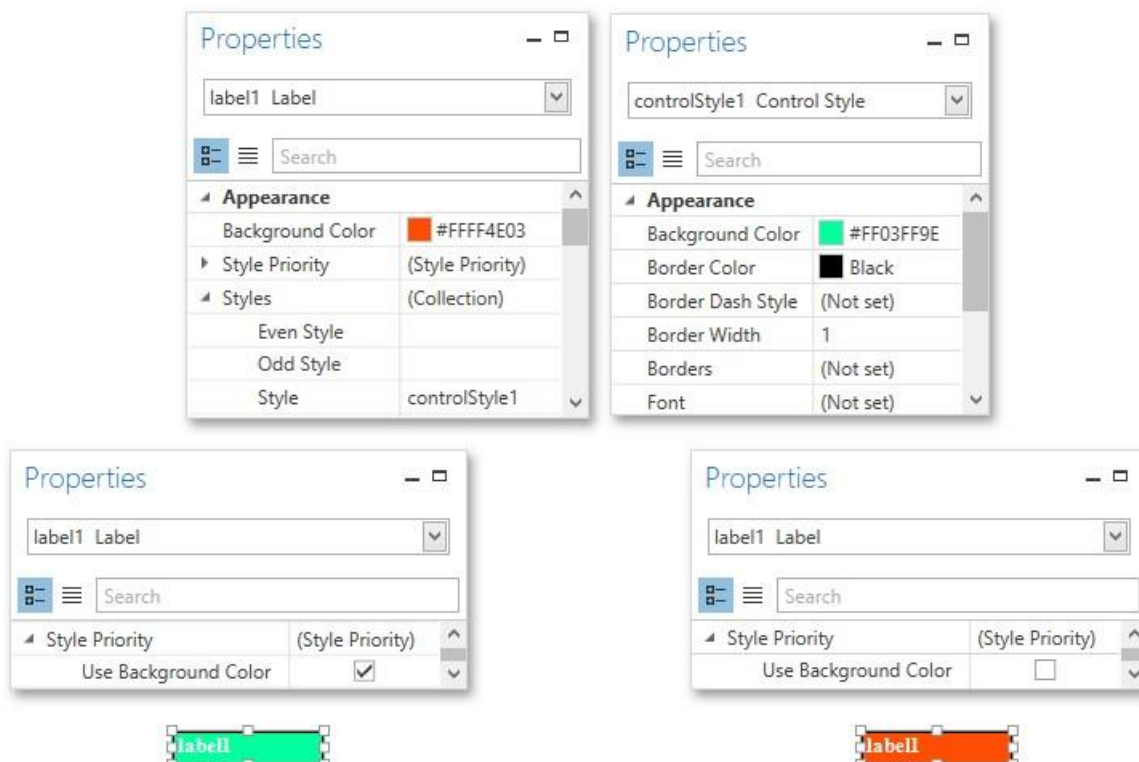 Properties
label1 Label
Search
Appearance
Background Color #FFFF4E03
Style Priority (Style Priority)
Styles (Collection)
Even Style
Odd Style
Style controlStyle1
Properties
controlStyle1 Control Style
Search
Appearance
Background Color #FF03FF9E
Border Color Black
Border Dash Style (Not set)
Border Width 1
Borders (Not set)
Font (Not set)
Properties
label1 Label
Search
Style Priority (Style Priority)
Use Background Color
label1
Properties
label1 Label
Search
Style Priority (Style Priority)
Use Background Color
label1